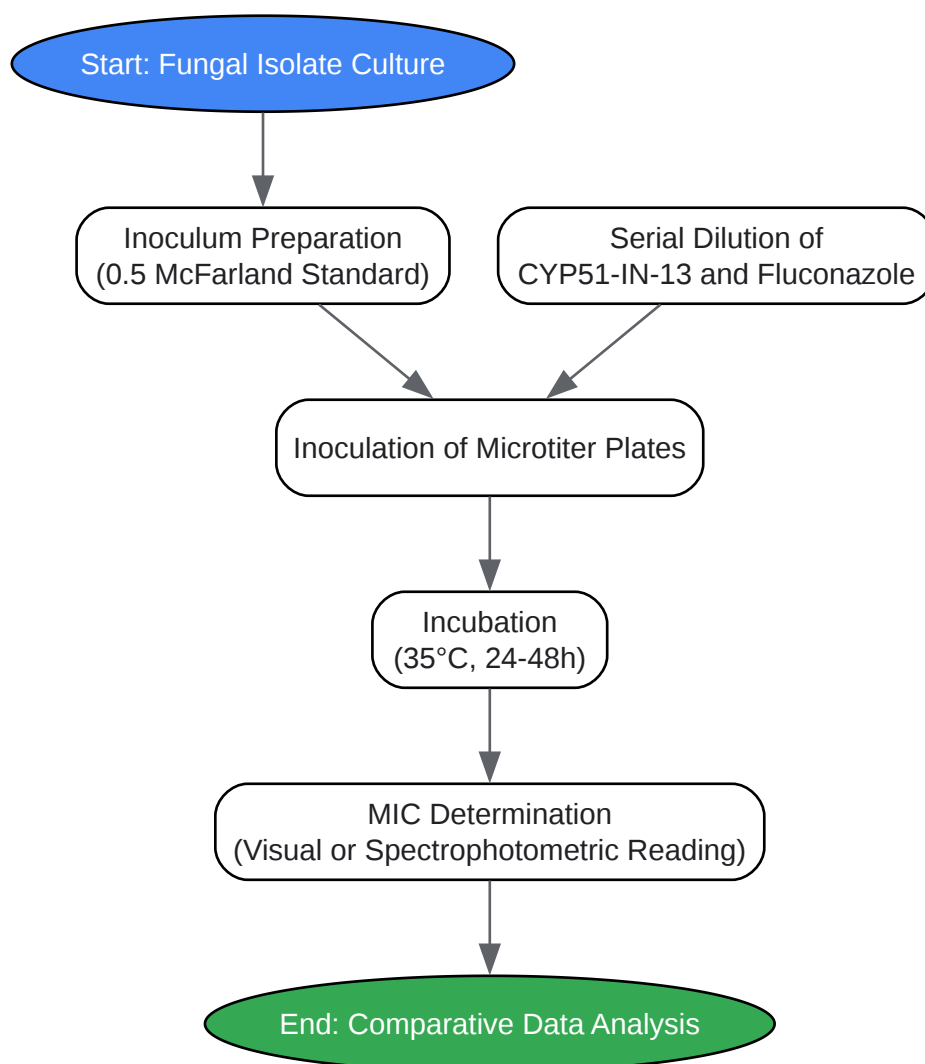 Start: Fungal Isolate Culture
Inoculum Preparation
(0.5 McFarland Standard)
Serial Dilution of
CYP51-IN-13 and Fluconazole
Inoculation of Microtiter Plates
Incubation
(35°C, 24-48h)
MIC Determination
(Visual or Spectrophotometric Reading)
End: Comparative Data Analysis